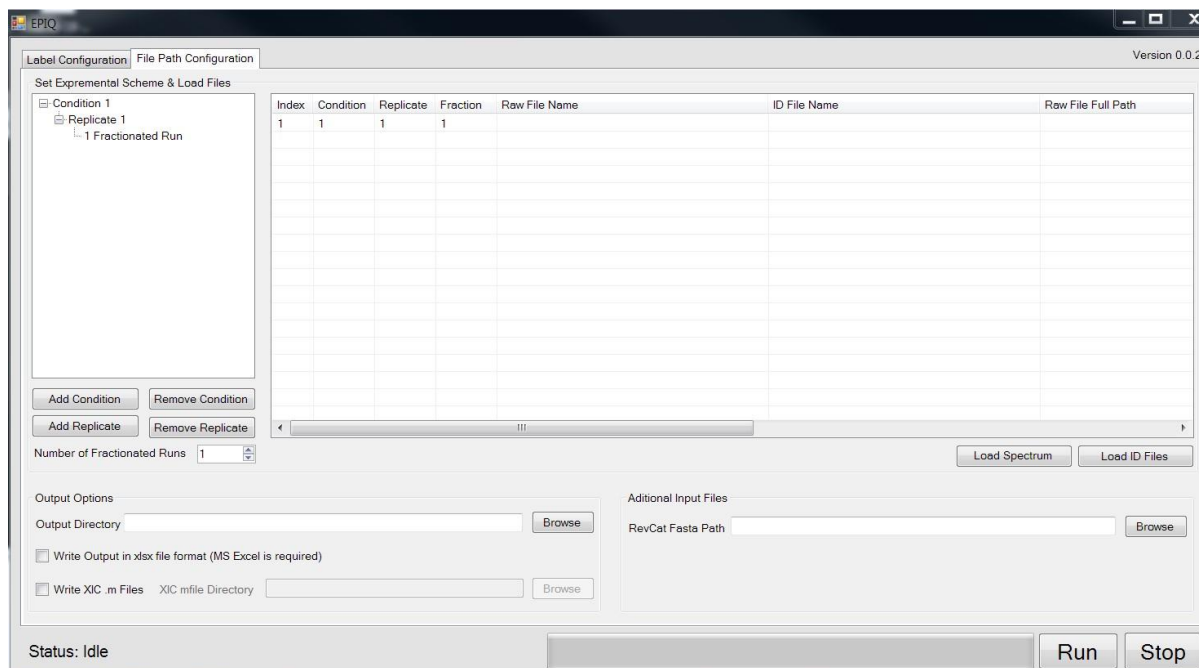 EPIQ
Label Configuration File Path Configuration Version 0.0.2
Set Expremental Scheme & Load Files
Condition 1
Replicate 1
1 Fractionated Run
Index Condition Replicate Fraction Raw File Name ID File Name Raw File Full Path
1 1 1 1
Add Condition Remove Condition
Add Replicate Remove Replicate
Number of Fractionated Runs 1
Load Spectrum Load ID Files
Output Options
Output Directory Browse
Write Output in xlsx file format (MS Excel is required)
Write XIC .m Files XIC mfile Directory Browse
Aditional Input Files
RevCat Fasta Path Browse
Status: Idle Run Stop